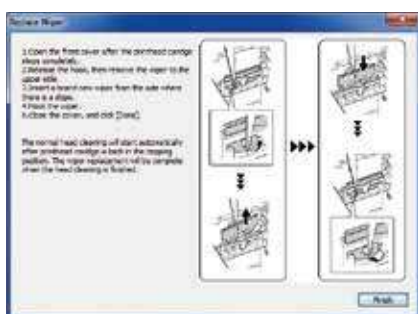 Replace Wiper
1.Open the front cover after the printhead carriage
stops completely.
2.Release the hook, then remove the wiper to the
upper side.
3.Insert a brand new wiper from the side where
there is a slope.
4.Hook the wiper.
5.Close the cover, and click [Done].
The normal head cleaning will start automatically
after printhead carriage is back in the capping
position. The wiper replacement will be complete
when the head cleaning is finished.
Finish